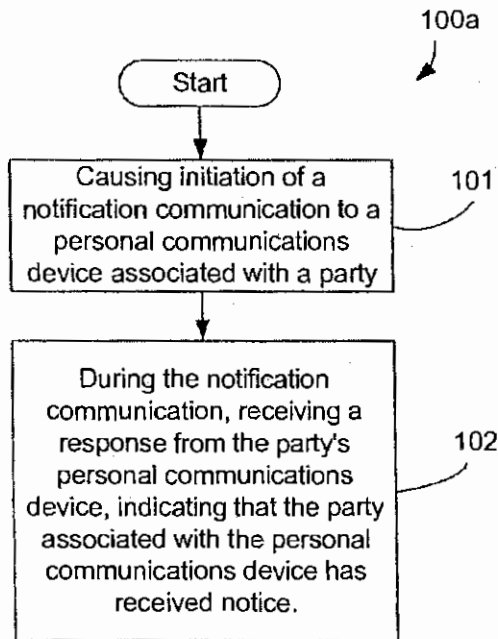 100a
Start
Causing initiation of a
notification communication to a
personal communications
device associated with a party
101
During the notification
communication, receiving a
response from the party's
personal communications
device, indicating that the party
associated with the personal
communications device has
received notice.
102